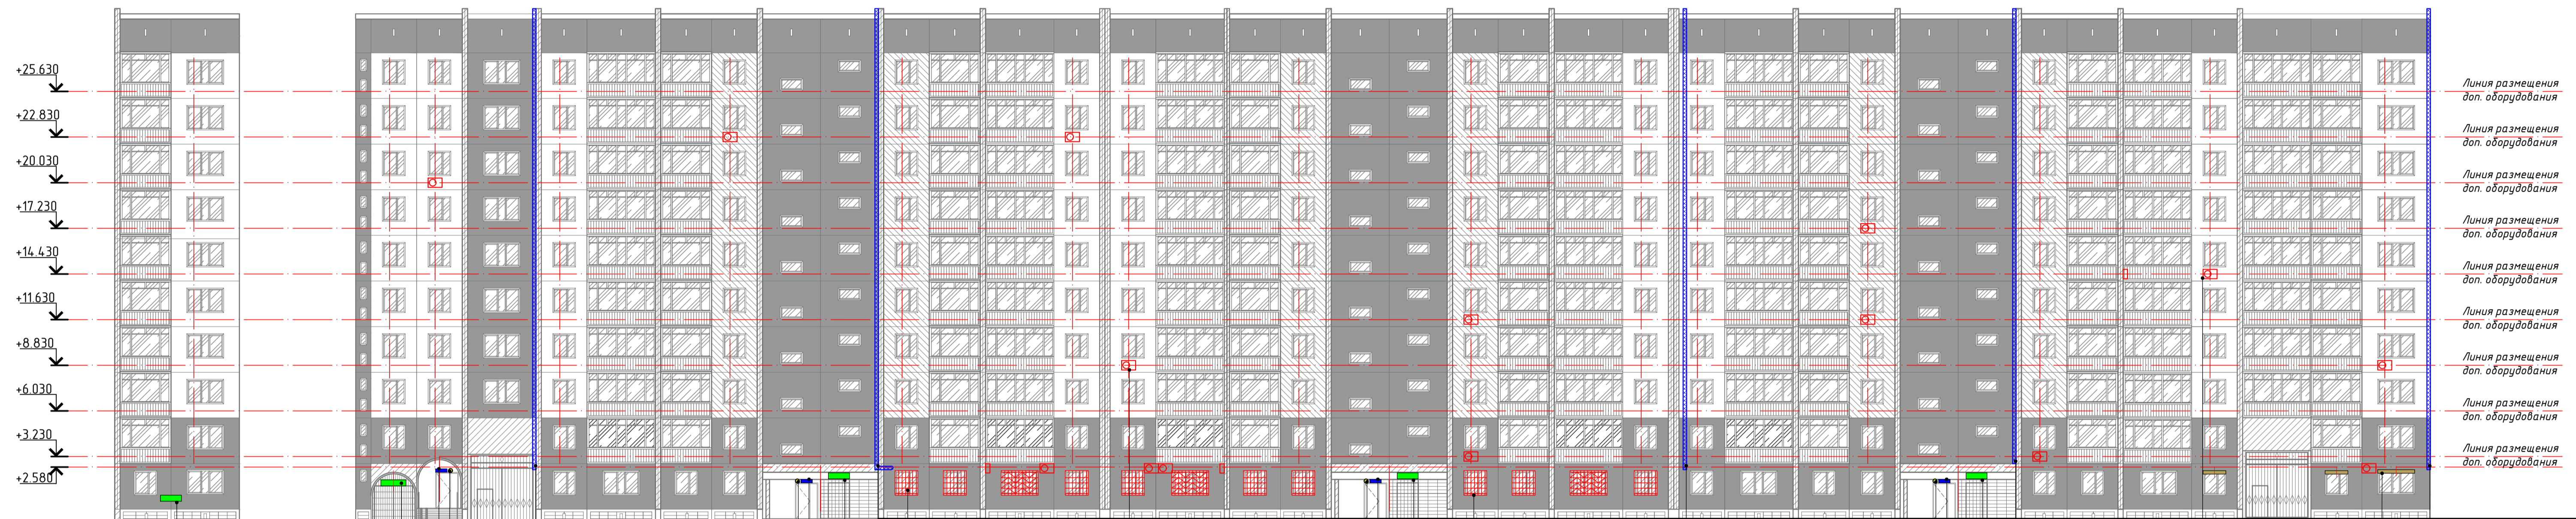 +25.630
Линия размещения
доп. оборудования
+22.830
Линия размещения
доп. оборудования
+20.030
Линия размещения
доп. оборудования
+17.230
Линия размещения
доп. оборудования
+14.430
Линия размещения
доп. оборудования
+11.630
Линия размещения
доп. оборудования
+8.830
Линия размещения
доп. оборудования
+6.030
Линия размещения
доп. оборудования
+3.230
Линия размещения
доп. оборудования
+2.580